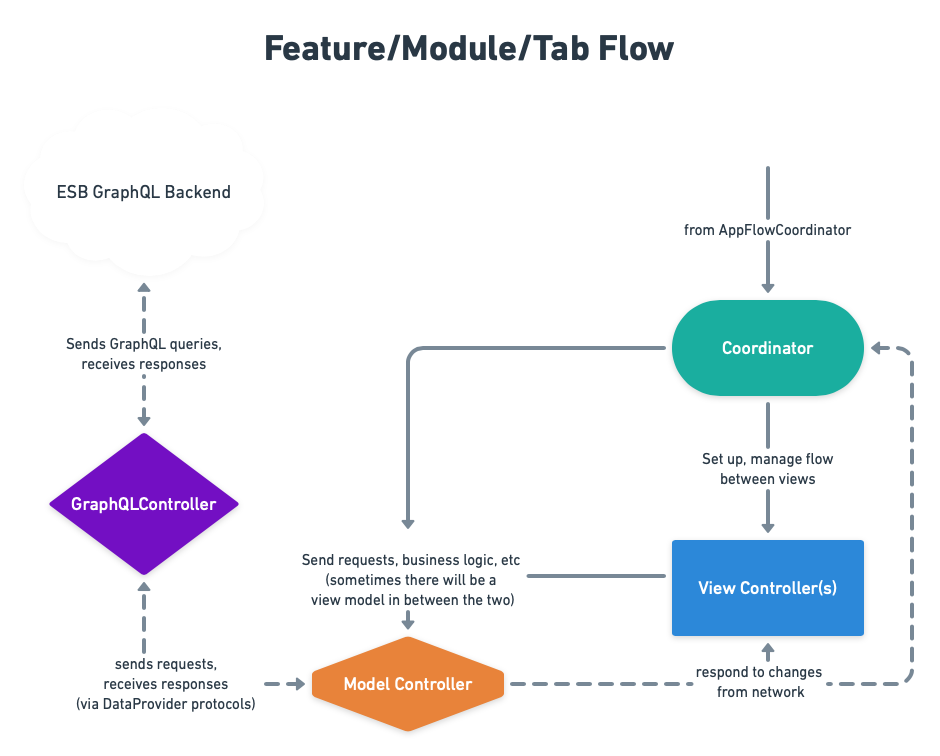 Feature/Module/Tab Flow
ESB GraphQL Backend
from AppFlowCoordinator
Sends GraphQL queries,
receives responses
Coordinator
Set up, manage flow
between views
GraphQLController
Send requests, business logic, etc
(sometimes there will be a
view model in between the two)
View Controller(s)
sends requests,
receives responses
(via DataProvider protocols)
Model Controller
respond to changes
from network